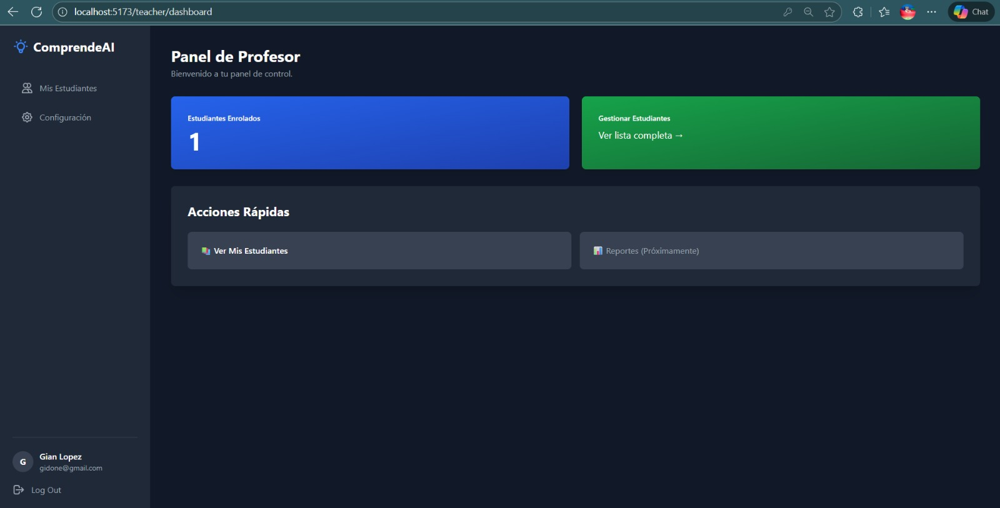 localhost:5173/teacher/dashboard
Chat
ComprendeAI
Mis Estudiantes
Configuración
Panel de Profesor
Bienvenido a tu panel de control.
Estudiantes Enrolados
1
Gestionar Estudiantes
Ver lista completa →
Acciones Rápidas
Ver Mis Estudiantes
Reportes (Próximamente)
G
Gian Lopez
gidone@gmail.com
Log Out